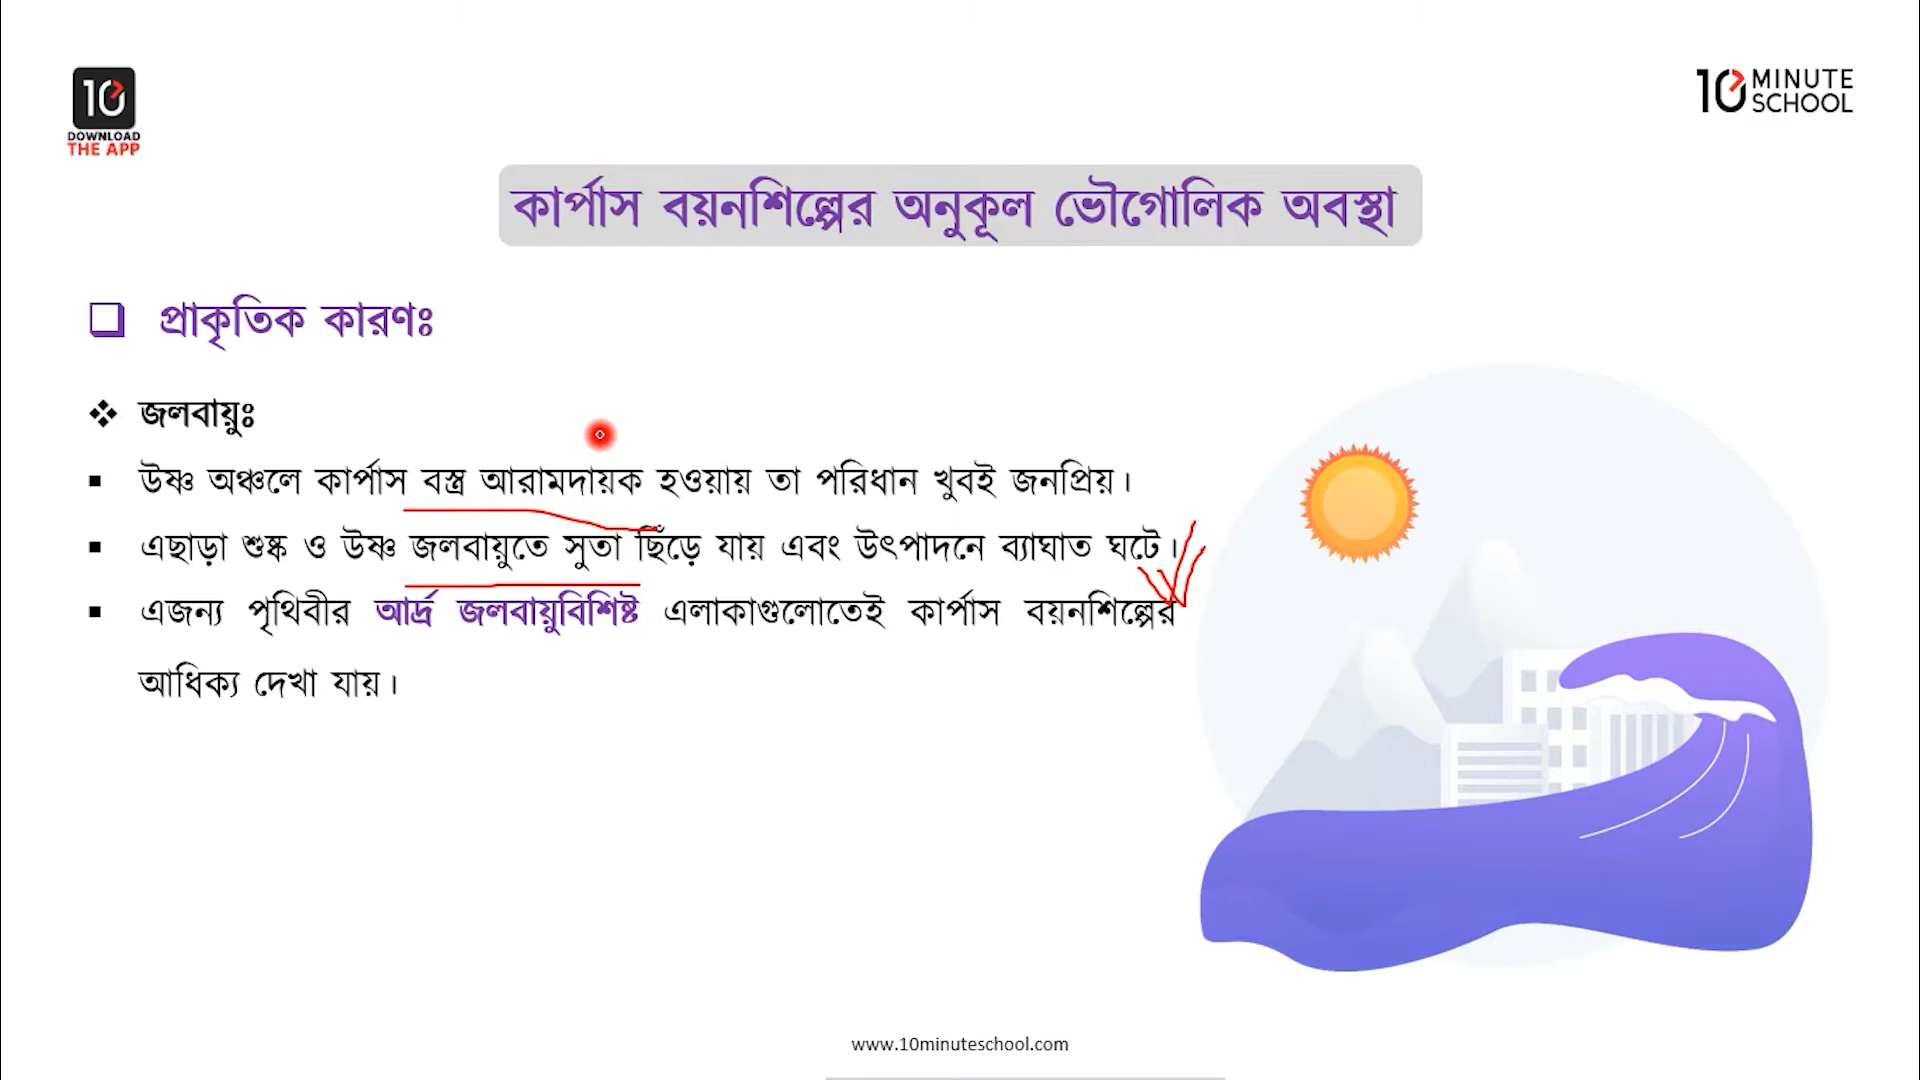 10
DOWNLOAD
THE APP
10 MINUTE
SCHOOL
কার্পাস বয়নশিল্পের অনুকূল ভৌগোলিক অবস্থা
প্রাকৃতিক কারণঃ
জলবায়ুঃ
উষ্ণ অঞ্চলে কার্পাস বস্ত্র আরামদায়ক হওয়ায় তা পরিধান খুবই জনপ্রিয়।
এছাড়া শুষ্ক ও উষ্ণ জলবায়ুতে সুতা ছিঁড়ে যায় এবং উৎপাদনে ব্যাঘাত ঘটে।
এজন্য পৃথিবীর আর্দ্র জলবায়ুবিশিষ্ট এলাকাগুলোতেই কার্পাস বয়নশিল্পের
আধিক্য দেখা যায়।
www.10minuteschool.com